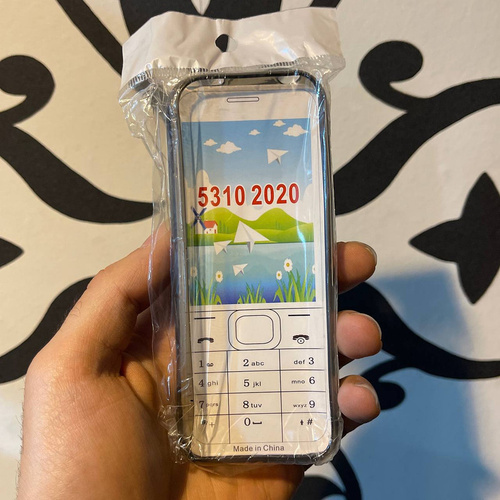 5310 2020
1 2 abc def 3
4 ghi 5 jkl mno 6
7 pqrs 8 tuv wxyz 9
* + 0 #
Made in China